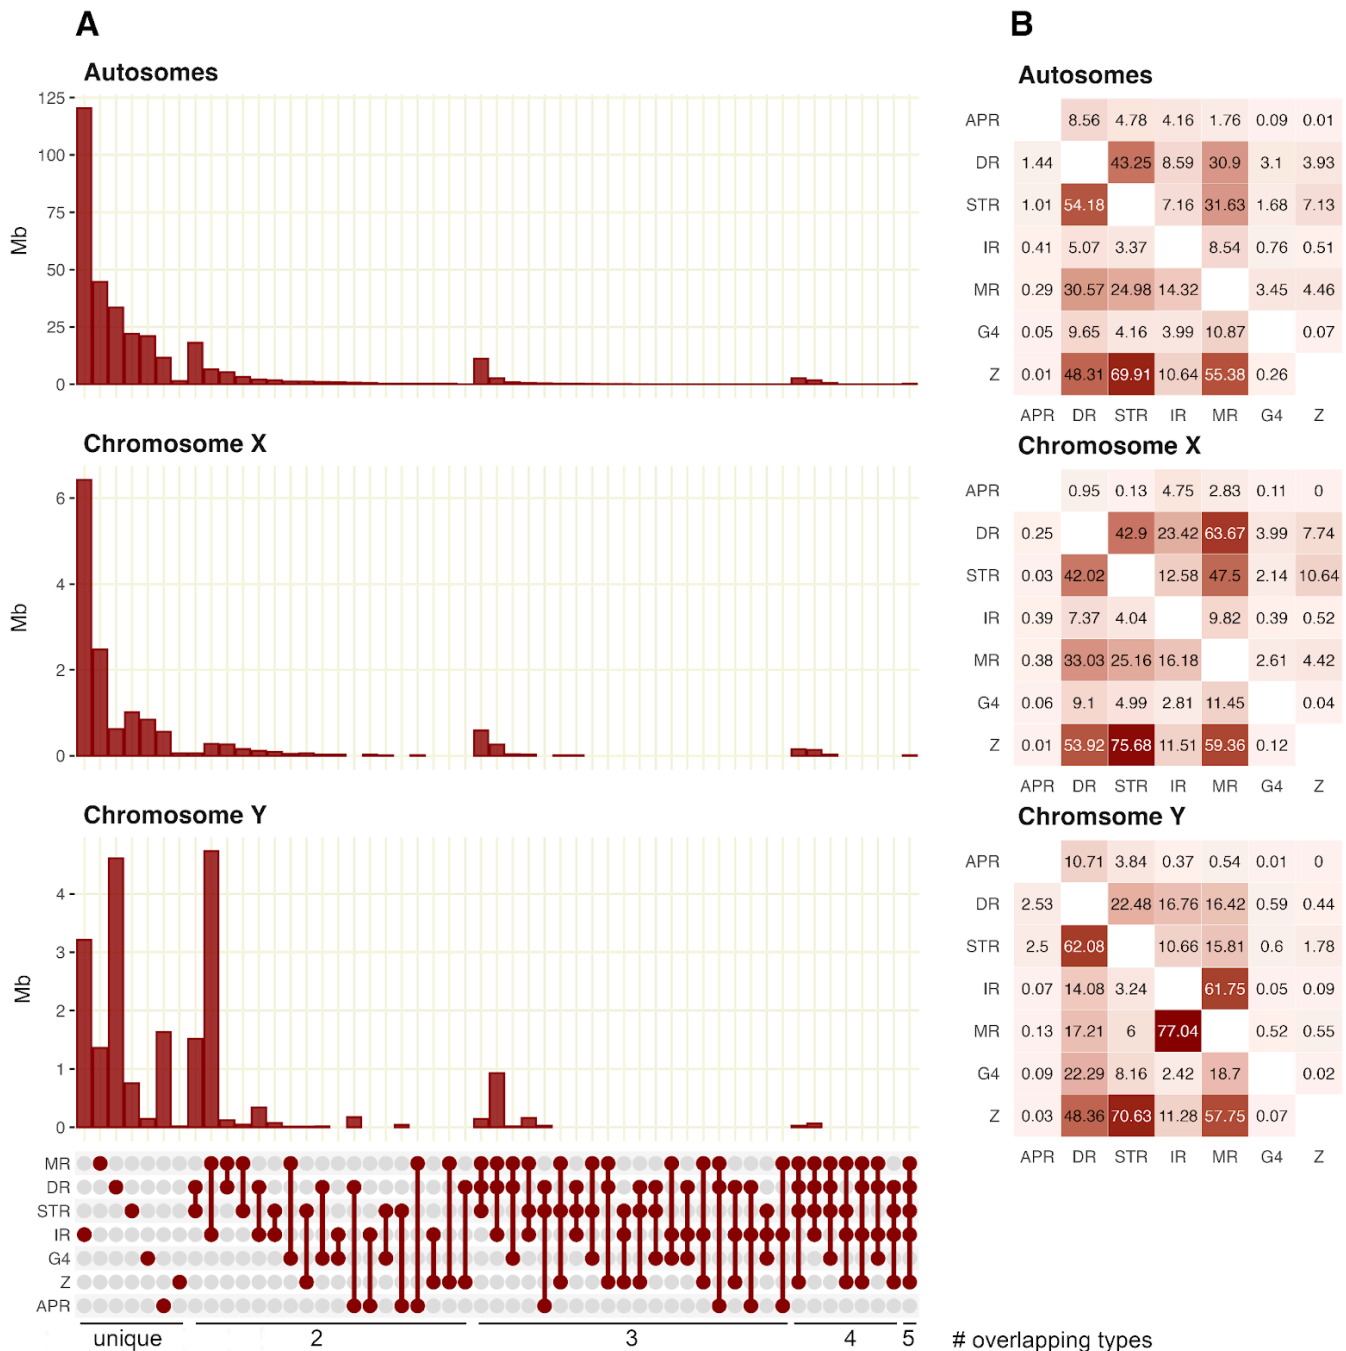 A
Autosomes
125
100
75
50
25
0
Mb
Chromosome X
6
4
2
0
Mb
Chromosome Y
4
3
2
1
0
Mb
MR
DR
STR
IR
G4
Z
APR
unique 2 3 4 5 # overlapping types
B
Autosomes
APR 8.56 4.78 4.16 1.76 0.09 0.01
DR 1.44 43.25 8.59 30.9 3.1 3.93
STR 1.01 54.18 7.16 31.63 1.68 7.13
IR 0.41 5.07 3.37 8.54 0.76 0.51
MR 0.29 30.57 24.98 14.32 3.45 4.46
G4 0.05 9.65 4.16 3.99 10.87 0.07
Z 0.01 48.31 69.91 10.64 55.38 0.26
APR DR STR IR MR G4 Z
Chromosome X
APR 0.95 0.13 4.75 2.83 0.11 0
DR 0.25 42.9 23.42 63.67 3.99 7.74
STR 0.03 42.02 12.58 47.5 2.14 10.64
IR 0.39 7.37 4.04 9.82 0.39 0.52
MR 0.38 33.03 25.16 16.18 2.61 4.42
G4 0.06 9.1 4.99 2.81 11.45 0.04
Z 0.01 53.92 75.68 11.51 59.36 0.12
APR DR STR IR MR G4 Z
Chromsome Y
APR 10.71 3.84 0.37 0.54 0.01 0
DR 2.53 22.48 16.76 16.42 0.59 0.44
STR 2.5 62.08 10.66 15.81 0.6 1.78
IR 0.07 14.08 3.24 61.75 0.05 0.09
MR 0.13 17.21 6 77.04 0.52 0.55
G4 0.09 22.29 8.16 2.42 18.7 0.02
Z 0.03 48.36 70.63 11.28 57.75 0.07
APR DR STR IR MR G4 Z